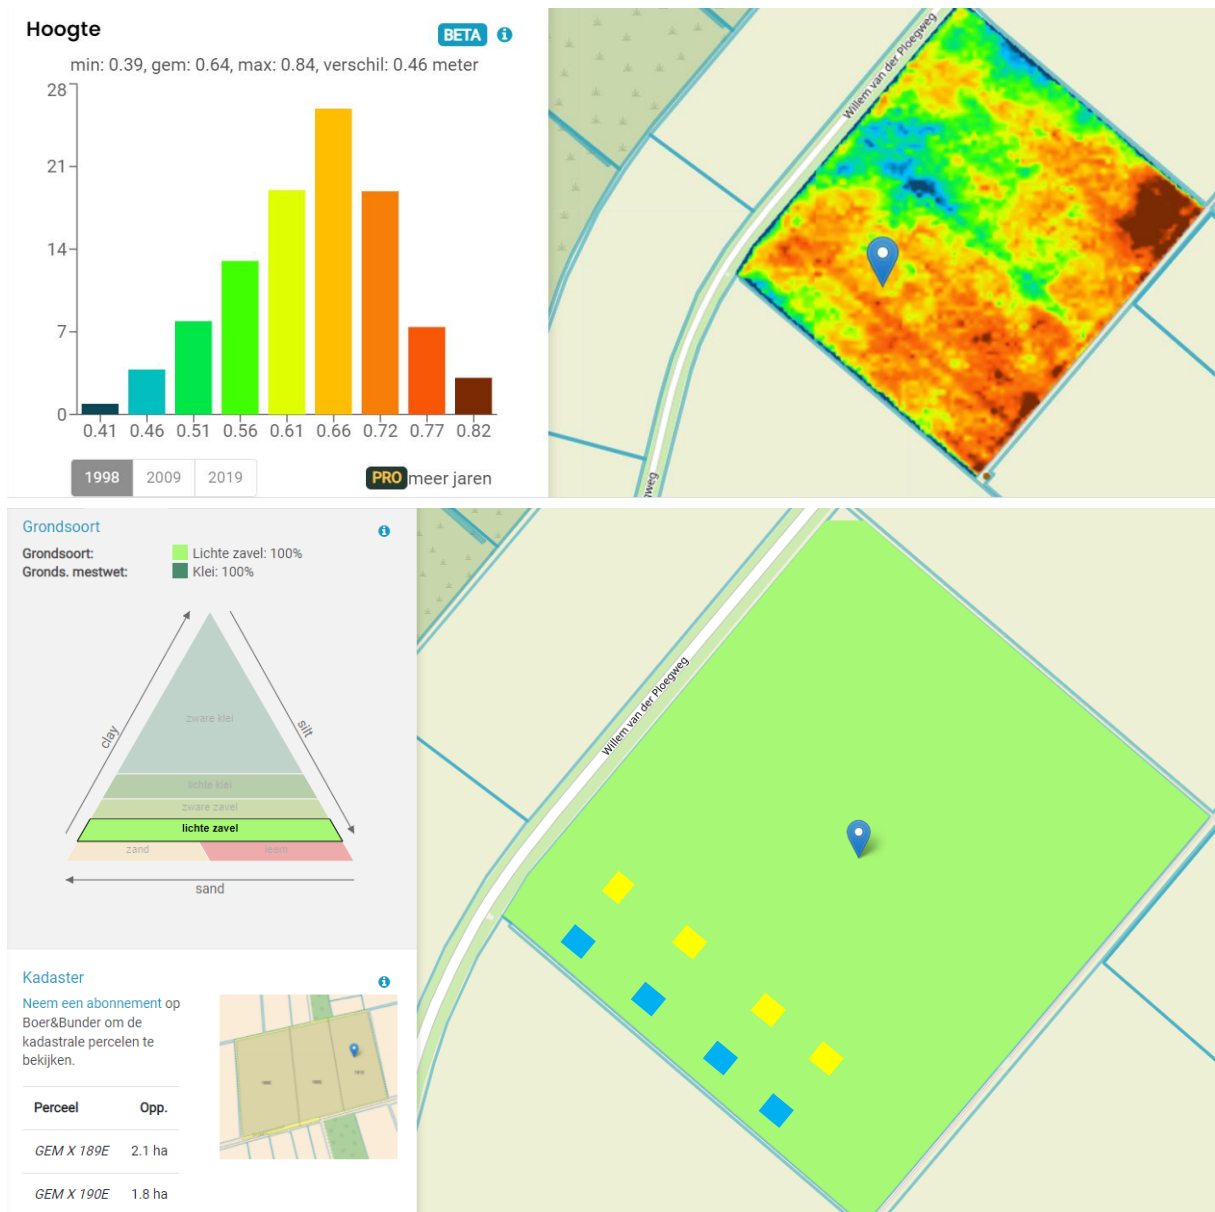 Hoogte
BETA
min: 0.39, gem: 0.64, max: 0.84, verschil: 0.46 meter
28
21
14
7
0
0.41 0.46 0.51 0.56 0.61 0.66 0.72 0.77 0.82
1998 2009 2019
PRO meer jaren
Willem van der Ploegweg
weg
Grondsoort
Grondsoort: Lichte zavel: 100%
Gronds. mestwet: Klei: 100%
clay
silt
zware klei
lichte klei
zware zavel
lichte zavel
zand leem
sand
Willem van der Ploegweg
Kadaster
Neem een abonnement op
Boer&Bunder om de
kadastrale percelen te
bekijken.
Perceel Opp.
GEM X 189E 2.1 ha
GEM X 190E 1.8 ha